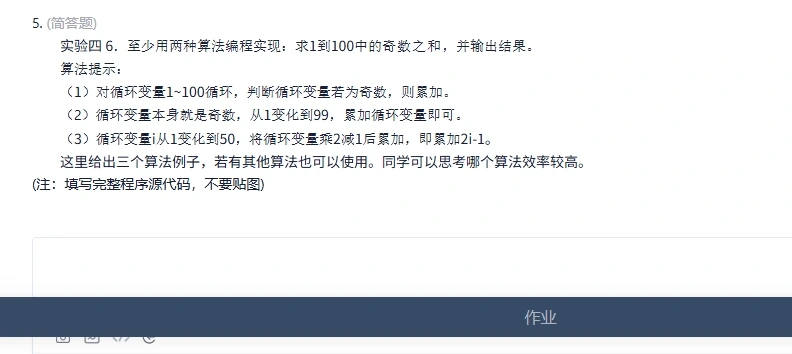 5. (简答题)
实验四 6. 至少用两种算法编程实现：求1到100中的奇数之和，并输出结果。
算法提示：
（1）对循环变量1~100循环，判断循环变量若为奇数，则累加。
（2）循环变量本身就是奇数，从1变化到99，累加循环变量即可。
（3）循环变量i从1变化到50，将循环变量乘2减1后累加，即累加2i-1。
这里给出三个算法例子，若有其他算法也可以使用。同学可以思考哪个算法效率较高。
(注：填写完整程序源代码，不要贴图)
作业